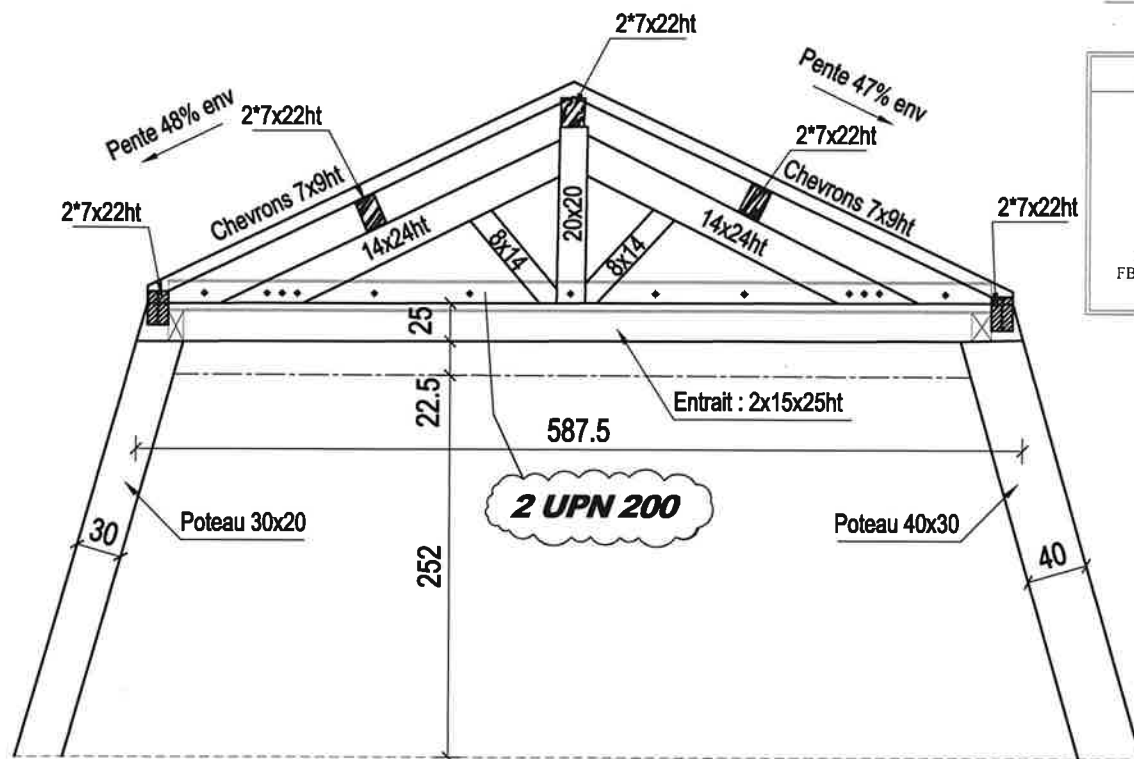 2*7x22ht
Pente 48% env
Pente 47% env
2*7x22ht
2*7x22ht
Chevrons 7x9ht
Chevrons 7x9ht
2*7x22ht
2*7x22ht
14x24ht
8x14
20x20
8x14
14x24ht
FB
25
22.5
Entrait : 2x15x25ht
587.5
2 UPN 200
Poteau 30x20
Poteau 40x30
30
252
40